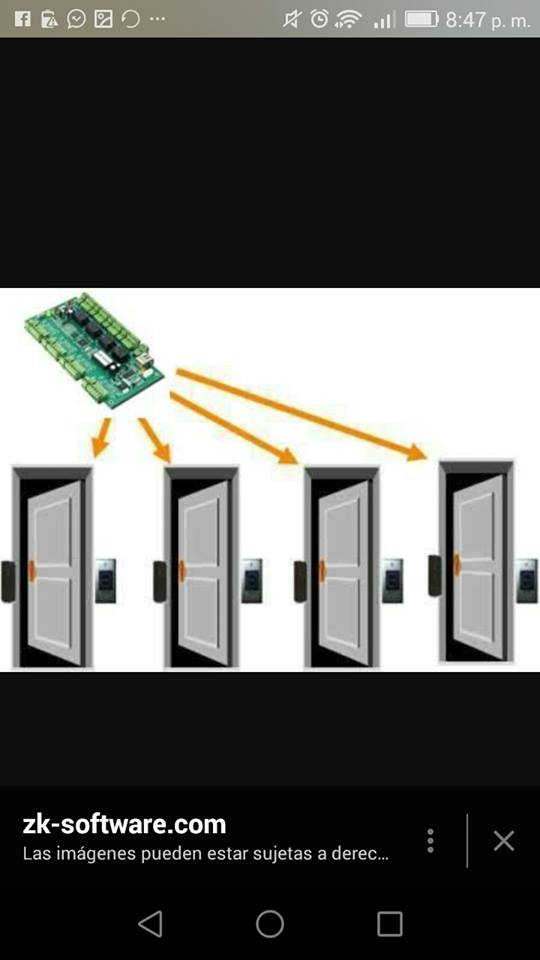 8:47 p. m.
zk-software.com
Las imágenes pueden estar sujetas a derec...